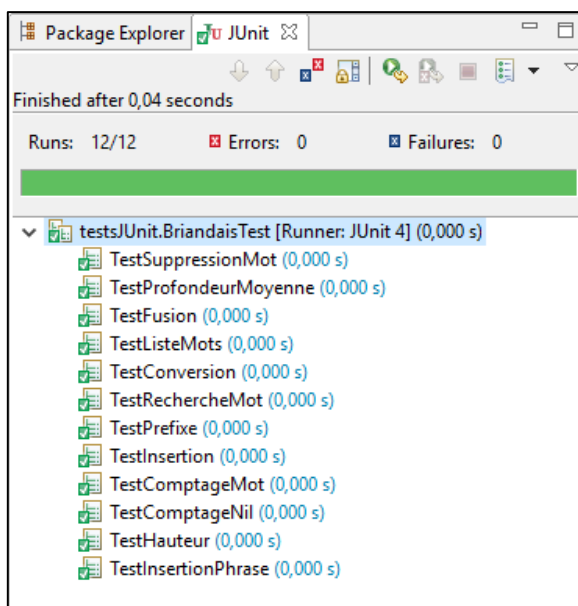 Package Explorer JUnit
Finished after 0,04 seconds
Runs: 12/12 Errors: 0 Failures: 0
testsJUnit.BriandaisTest [Runner: JUnit 4] (0,000 s)
TestSuppressionMot (0,000 s)
TestProfondeurMoyenne (0,000 s)
TestFusion (0,000 s)
TestListeMots (0,000 s)
TestConversion (0,000 s)
TestRechercheMot (0,000 s)
TestPrefixe (0,000 s)
TestInsertion (0,000 s)
TestComptageMot (0,000 s)
TestComptageNil (0,000 s)
TestHauteur (0,000 s)
TestInsertionPhrase (0,000 s)